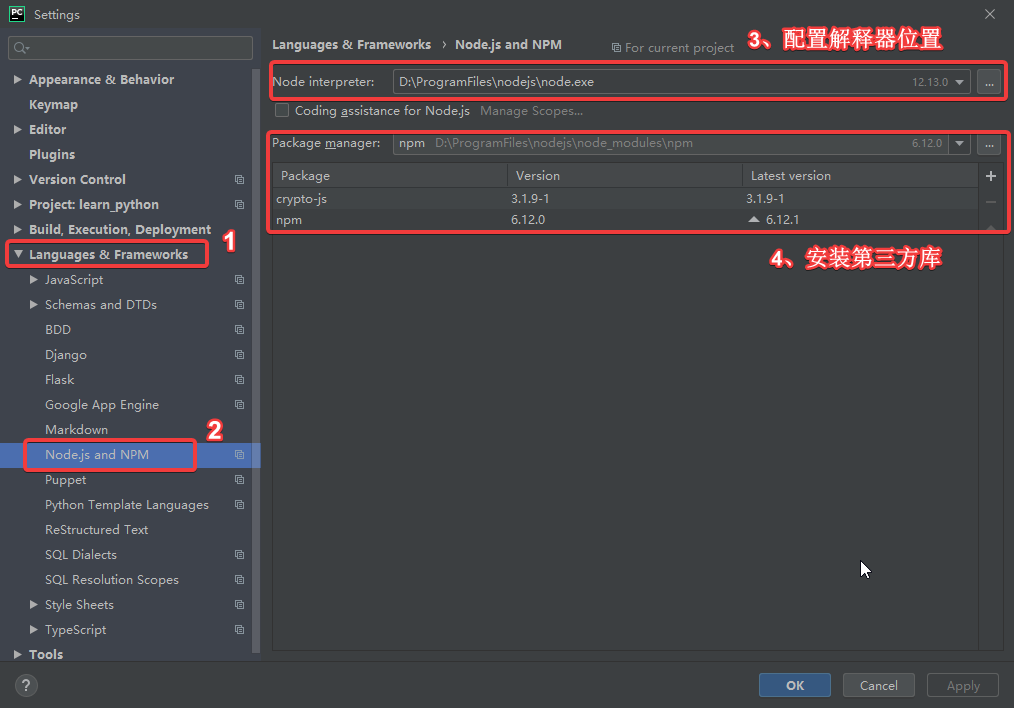 PC
Settings
Languages & Frameworks › Node.js and NPM
For current project
3、配置解释器位置
Appearance & Behavior
Keymap
Editor
Plugins
Version Control
Project: learn_python
Build, Execution, Deployment
1
Languages & Frameworks
JavaScript
Schemas and DTDs
BDD
Django
Flask
Google App Engine
Markdown
2
Node.js and NPM
Puppet
Python Template Languages
ReStructured Text
SQL Dialects
SQL Resolution Scopes
Style Sheets
TypeScript
Tools
Node interpreter: D:\ProgramFiles\nodejs\node.exe 12.13.0 ...
Coding assistance for Node.js Manage Scopes...
Package manager: npm D:\ProgramFiles\nodejs\node_modules\npm 6.12.0 ...
Package Version Latest version +
crypto-js 3.1.9-1 3.1.9-1
npm 6.12.0 6.12.1
4、安装第三方库
?
OK Cancel Apply